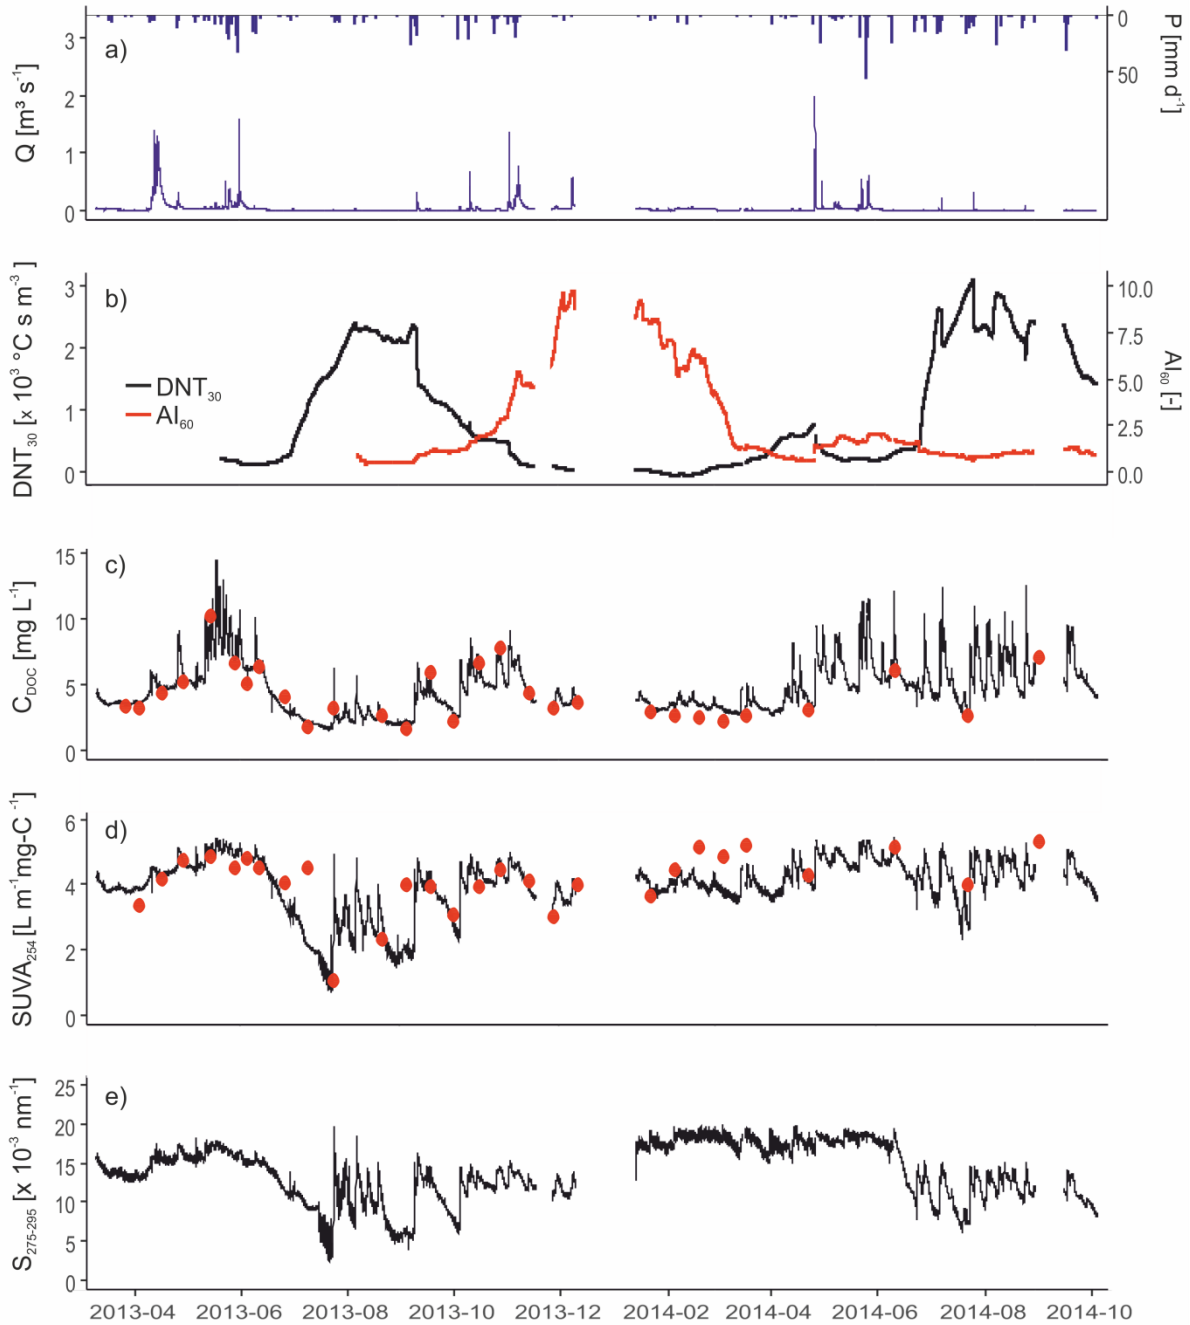 a)
Q [m³ s⁻¹]
3
2
1
0
P [mm d⁻¹]
0
50
b)
DNT₃₀ [x 10³ °C s m⁻³]
3
2
1
0
DNT₃₀
AI₆₀
AI₆₀ [-]
10.0
7.5
5.0
2.5
0.0
c)
C_DOC [mg L⁻¹]
15
10
5
0
d)
SUVA₂₅₄ [L m⁻¹mg-C ⁻¹]
6
4
2
0
e)
S₂₇₅₋₂₉₅ [x 10⁻³ nm⁻¹]
25
20
15
10
5
0
2013-04 2013-06 2013-08 2013-10 2013-12 2014-02 2014-04 2014-06 2014-08 2014-10